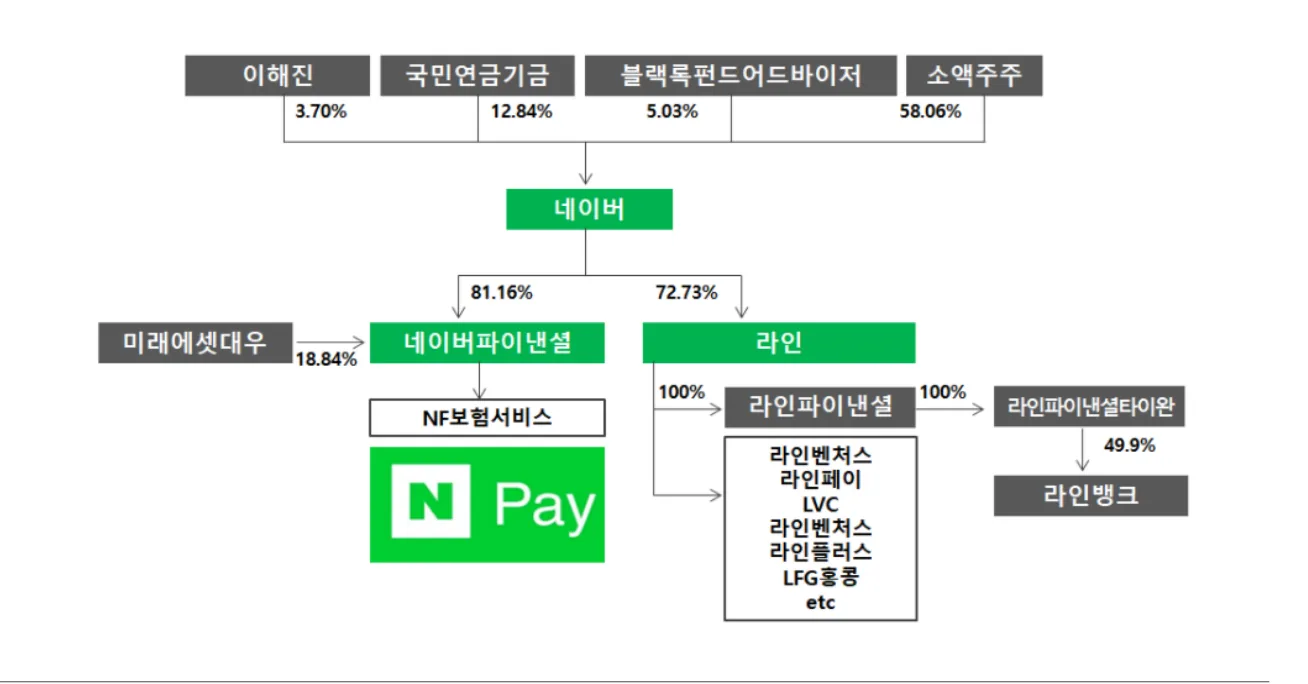 이해진
국민연금기금
블랙록펀드어드바이저
소액주주
3.70%
12.84%
5.03%
58.06%
네이버
81.16%
72.73%
미래에셋대우
18.84%
네이버파이낸셜
라인
NF보험서비스
N Pay
100%
라인파이낸셜
100%
라인파이낸셜타이완
49.9%
라인뱅크
라인벤처스
라인페이
LVC
라인벤처스
라인플러스
LFG홍콩
etc